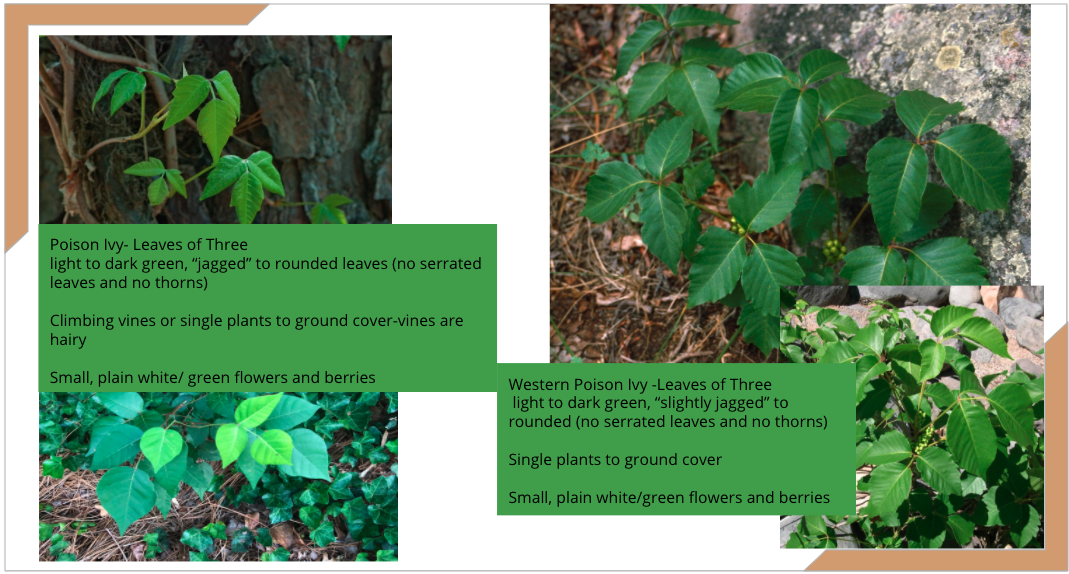 Poison Ivy- Leaves of Three
light to dark green, “jagged” to rounded leaves (no serrated
leaves and no thorns)
Climbing vines or single plants to ground cover-vines are
hairy
Small, plain white/ green flowers and berries
Western Poison Ivy -Leaves of Three
light to dark green, “slightly jagged” to
rounded (no serrated leaves and no thorns)
Single plants to ground cover
Small, plain white/green flowers and berries